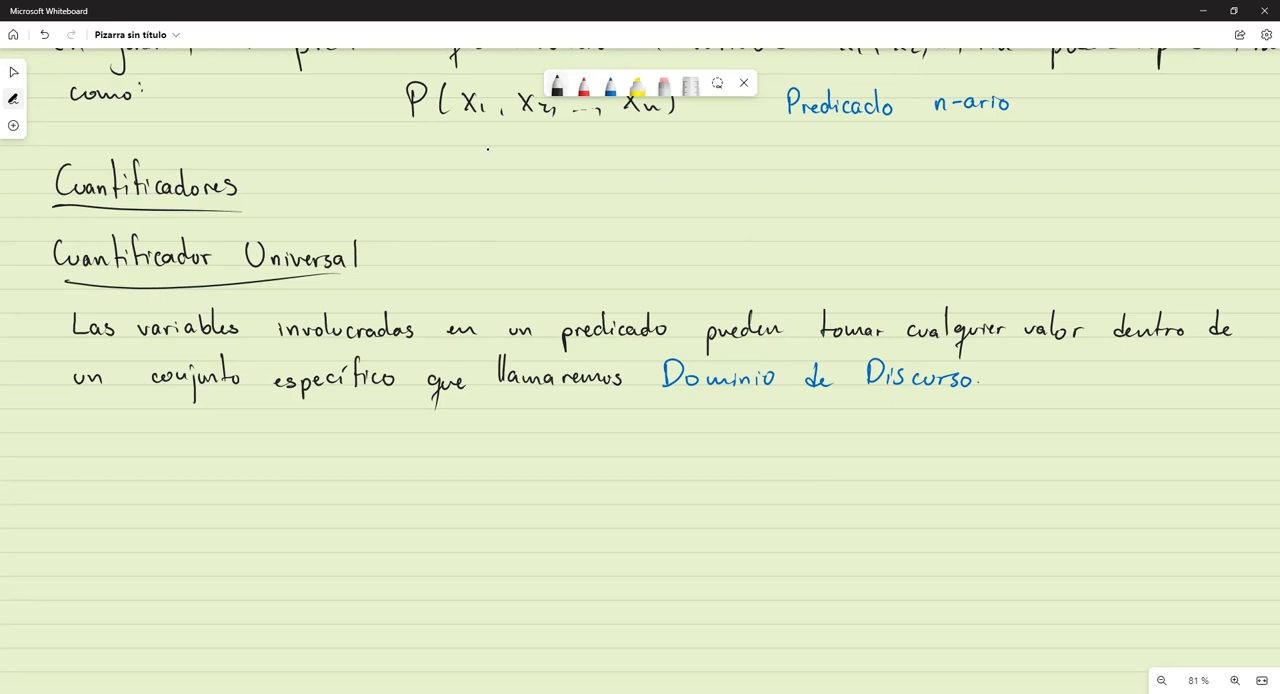 Microsoft Whiteboard
Pizarra sin título
como:
P(x₁, x₂, ..., xₙ) Predicado n-ario
Cuantificadores
Cuantificador Universal
Las variables involucradas en un predicado pueden tomar cualquier valor dentro de
un conjunto específico que llamaremos Dominio de Discurso.
81 %